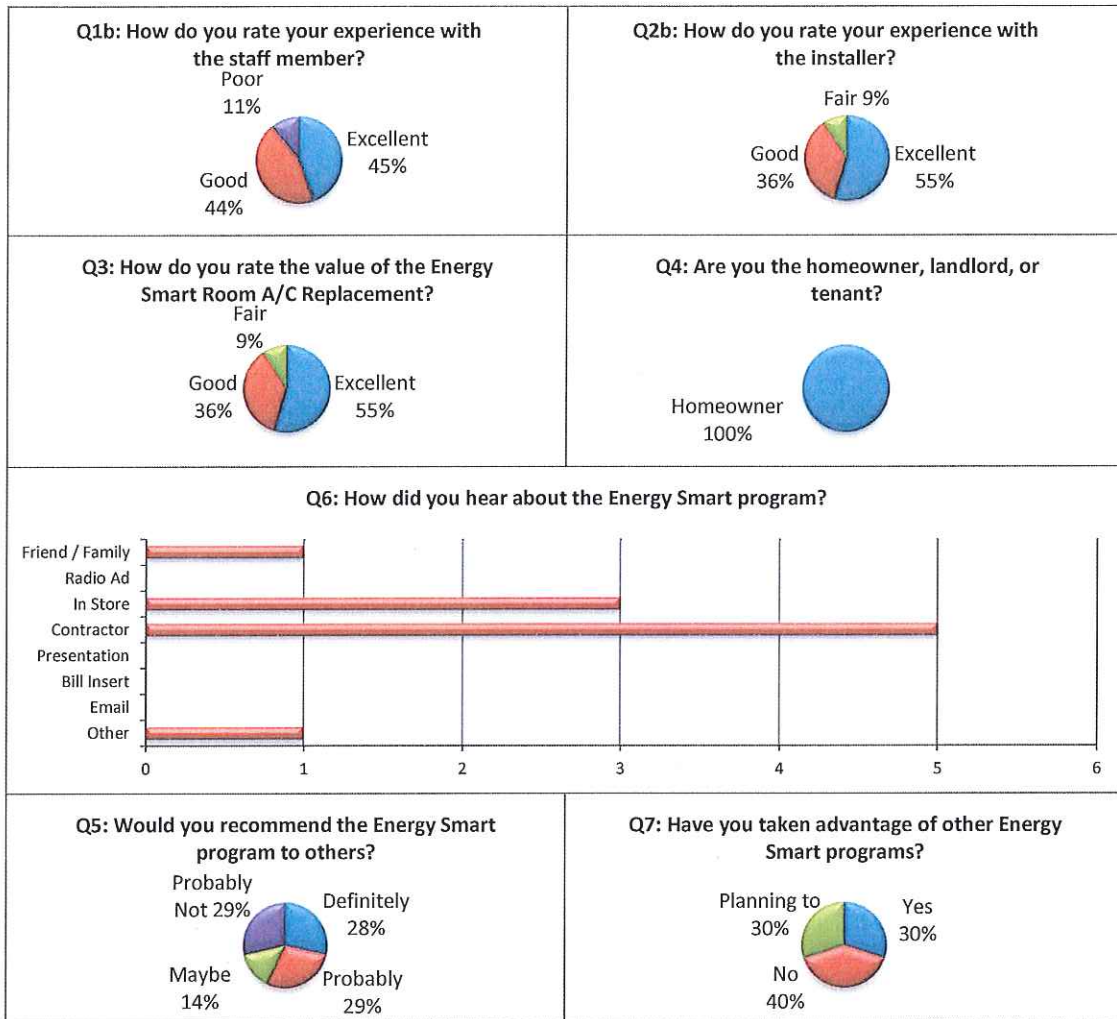 Q1b: How do you rate your experience with
the staff member?
Poor
11%
Excellent
45%
Good
44%
Q2b: How do you rate your experience with
the installer?
Fair 9%
Good
36%
Excellent
55%
Q3: How do you rate the value of the Energy
Smart Room A/C Replacement?
Fair
9%
Good
36%
Excellent
55%
Q4: Are you the homeowner, landlord, or
tenant?
Homeowner
100%
Q6: How did you hear about the Energy Smart program?
Friend / Family
Radio Ad
In Store
Contractor
Presentation
Bill Insert
Email
Other
0 1 2 3 4 5 6
Q5: Would you recommend the Energy Smart
program to others?
Probably
Not 29%
Definitely
28%
Maybe
14%
Probably
29%
Q7: Have you taken advantage of other Energy
Smart programs?
Planning to
30%
Yes
30%
No
40%